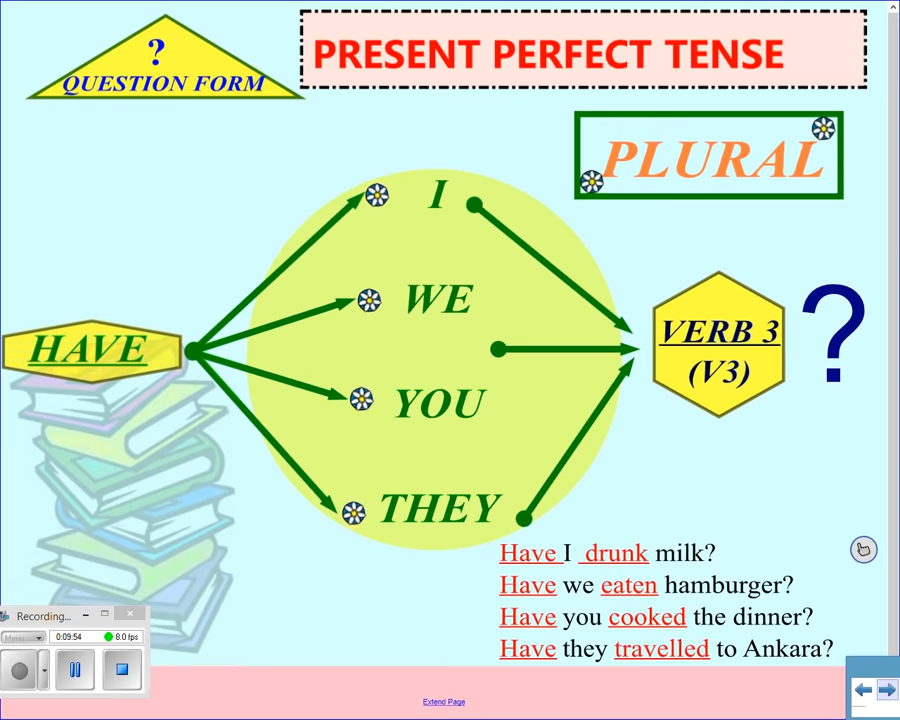 ?
QUESTION FORM
PRESENT PERFECT TENSE
PLURAL
I
WE
HAVE
VERB 3
(V3)
?
YOU
THEY
Have I drunk milk?
Have we eaten hamburger?
Have you cooked the dinner?
Have they travelled to Ankara?
Recording...
Menu
0:09:54
8.0 fps
Extend Page